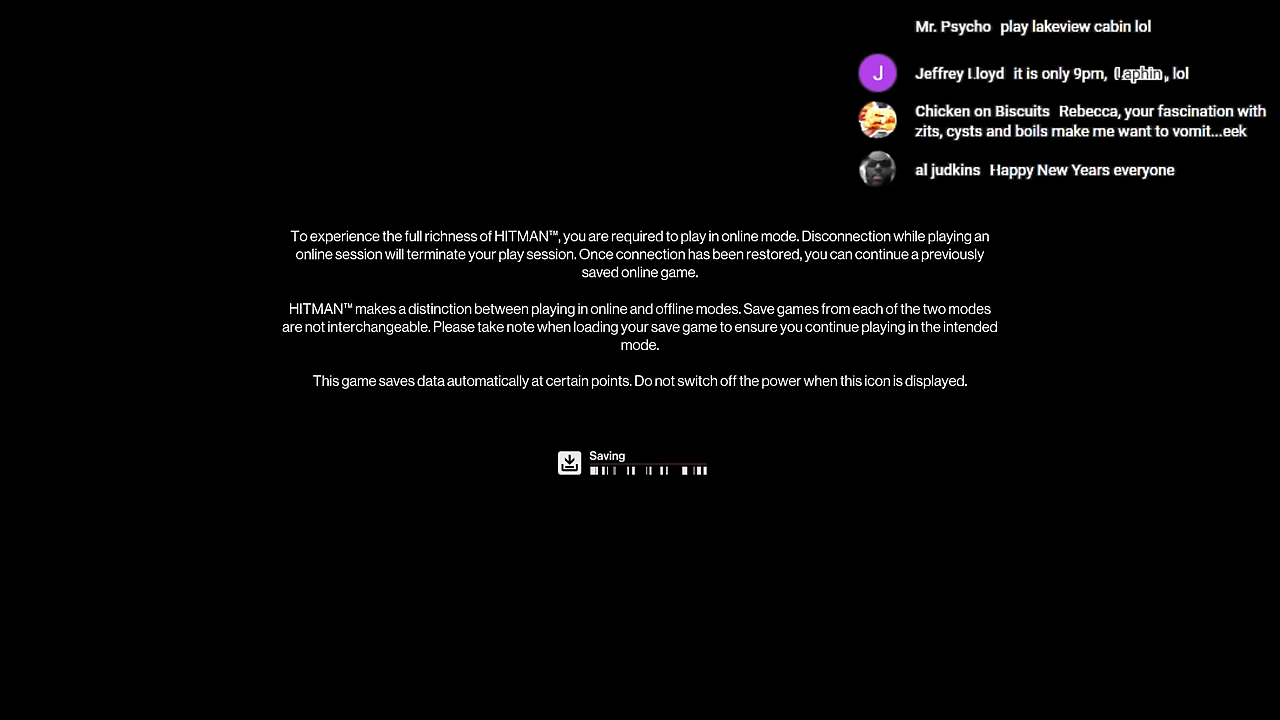 Mr. Psycho play lakeview cabin lol
J
Jeffrey Lloyd it is only 9pm, Laphin, lol
Chicken on Biscuits Rebecca, your fascination with
zits, cysts and boils make me want to vomit...eek
al judkins Happy New Years everyone
To experience the full richness of HITMAN™, you are required to play in online mode. Disconnection while playing an
online session will terminate your play session. Once connection has been restored, you can continue a previously
saved online game.
HITMAN™ makes a distinction between playing in online and offline modes. Save games from each of the two modes
are not interchangeable. Please take note when loading your save game to ensure you continue playing in the intended
mode.
This game saves data automatically at certain points. Do not switch off the power when this icon is displayed.
Saving